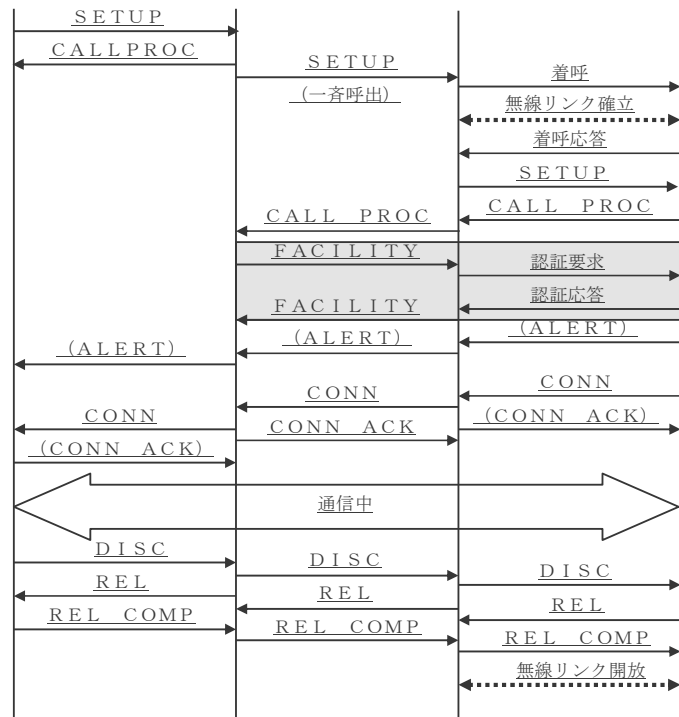 ＳＥＴＵＰ
ＣＡＬＬＰＲＯＣ
ＳＥＴＵＰ
（一斉呼出）
着呼
無線リンク確立
着呼応答
ＳＥＴＵＰ
ＣＡＬＬ　ＰＲＯＣ
ＣＡＬＬ　ＰＲＯＣ
ＦＡＣＩＬＩＴＹ
認証要求
認証応答
ＦＡＣＩＬＩＴＹ
（ＡＬＥＲＴ）
（ＡＬＥＲＴ）
（ＡＬＥＲＴ）
ＣＯＮＮ
ＣＯＮＮ
ＣＯＮＮ
（ＣＯＮＮ　ＡＣＫ）
ＣＯＮＮ　ＡＣＫ
（ＣＯＮＮ　ＡＣＫ）
通信中
ＤＩＳＣ
ＤＩＳＣ
ＤＩＳＣ
ＲＥＬ
ＲＥＬ
ＲＥＬ
ＲＥＬ　ＣＯＭＰ
ＲＥＬ　ＣＯＭＰ
ＲＥＬ　ＣＯＭＰ
無線リンク開放